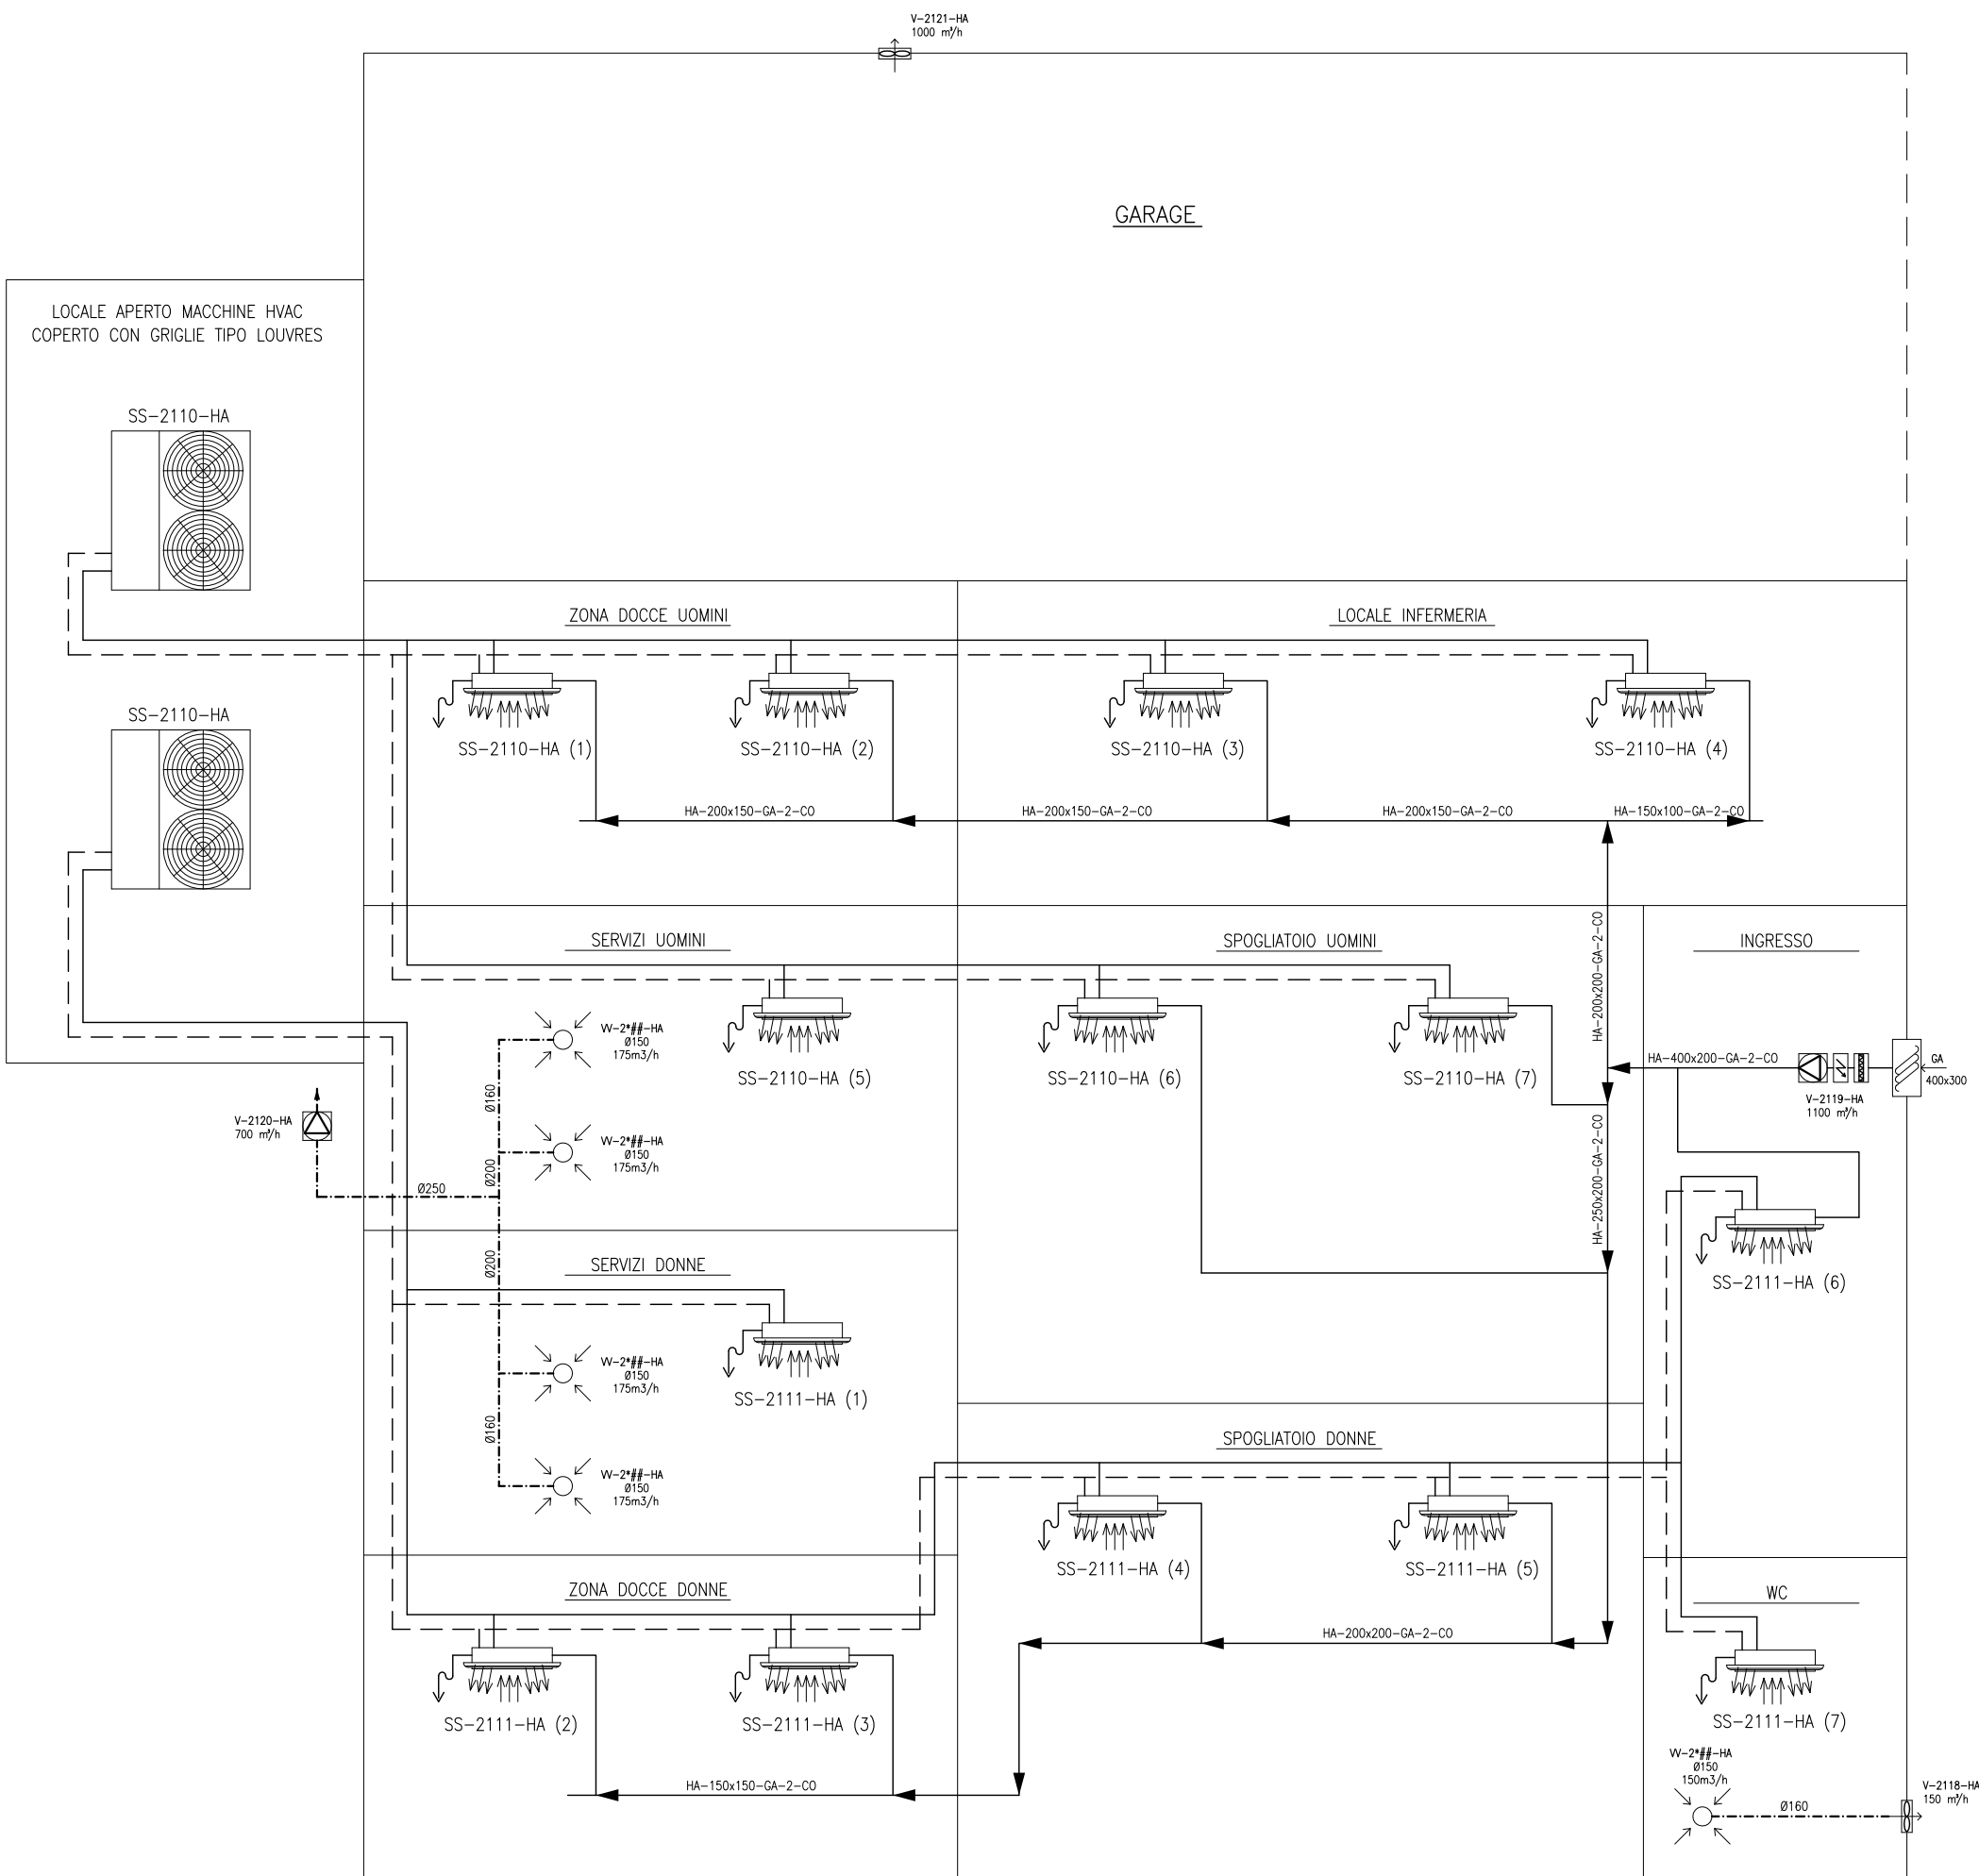 V-2121-HA
1000 m³/h
GARAGE
LOCALE APERTO MACCHINE HVAC
COPERTO CON GRIGLIE TIPO LOUVRES
SS-2110-HA
SS-2110-HA
ZONA DOCCE UOMINI
LOCALE INFERMERIA
SS-2110-HA (1)
SS-2110-HA (2)
SS-2110-HA (3)
SS-2110-HA (4)
HA-200x150-GA-2-CO
HA-200x150-GA-2-CO
HA-200x150-GA-2-CO
HA-150x100-GA-2-CO
SERVIZI UOMINI
SPOGLIATOIO UOMINI
INGRESSO
HA-200x200-GA-2-CO
VV-2*##-HA
Ø150
175m3/h
SS-2110-HA (5)
SS-2110-HA (6)
SS-2110-HA (7)
HA-400x200-GA-2-CO
GA
400x300
V-2119-HA
1100 m³/h
Ø160
V-2120-HA
700 m³/h
VV-2*##-HA
Ø150
175m3/h
Ø200
Ø250
HA-250x200-GA-2-CO
Ø200
SERVIZI DONNE
SS-2111-HA (6)
VV-2*##-HA
Ø150
175m3/h
SS-2111-HA (1)
Ø160
SPOGLIATOIO DONNE
VV-2*##-HA
Ø150
175m3/h
SS-2111-HA (4)
SS-2111-HA (5)
ZONA DOCCE DONNE
WC
HA-200x200-GA-2-CO
SS-2111-HA (2)
SS-2111-HA (3)
SS-2111-HA (7)
HA-150x150-GA-2-CO
VV-2*##-HA
Ø150
150m3/h
Ø160
V-2118-HA
150 m³/h